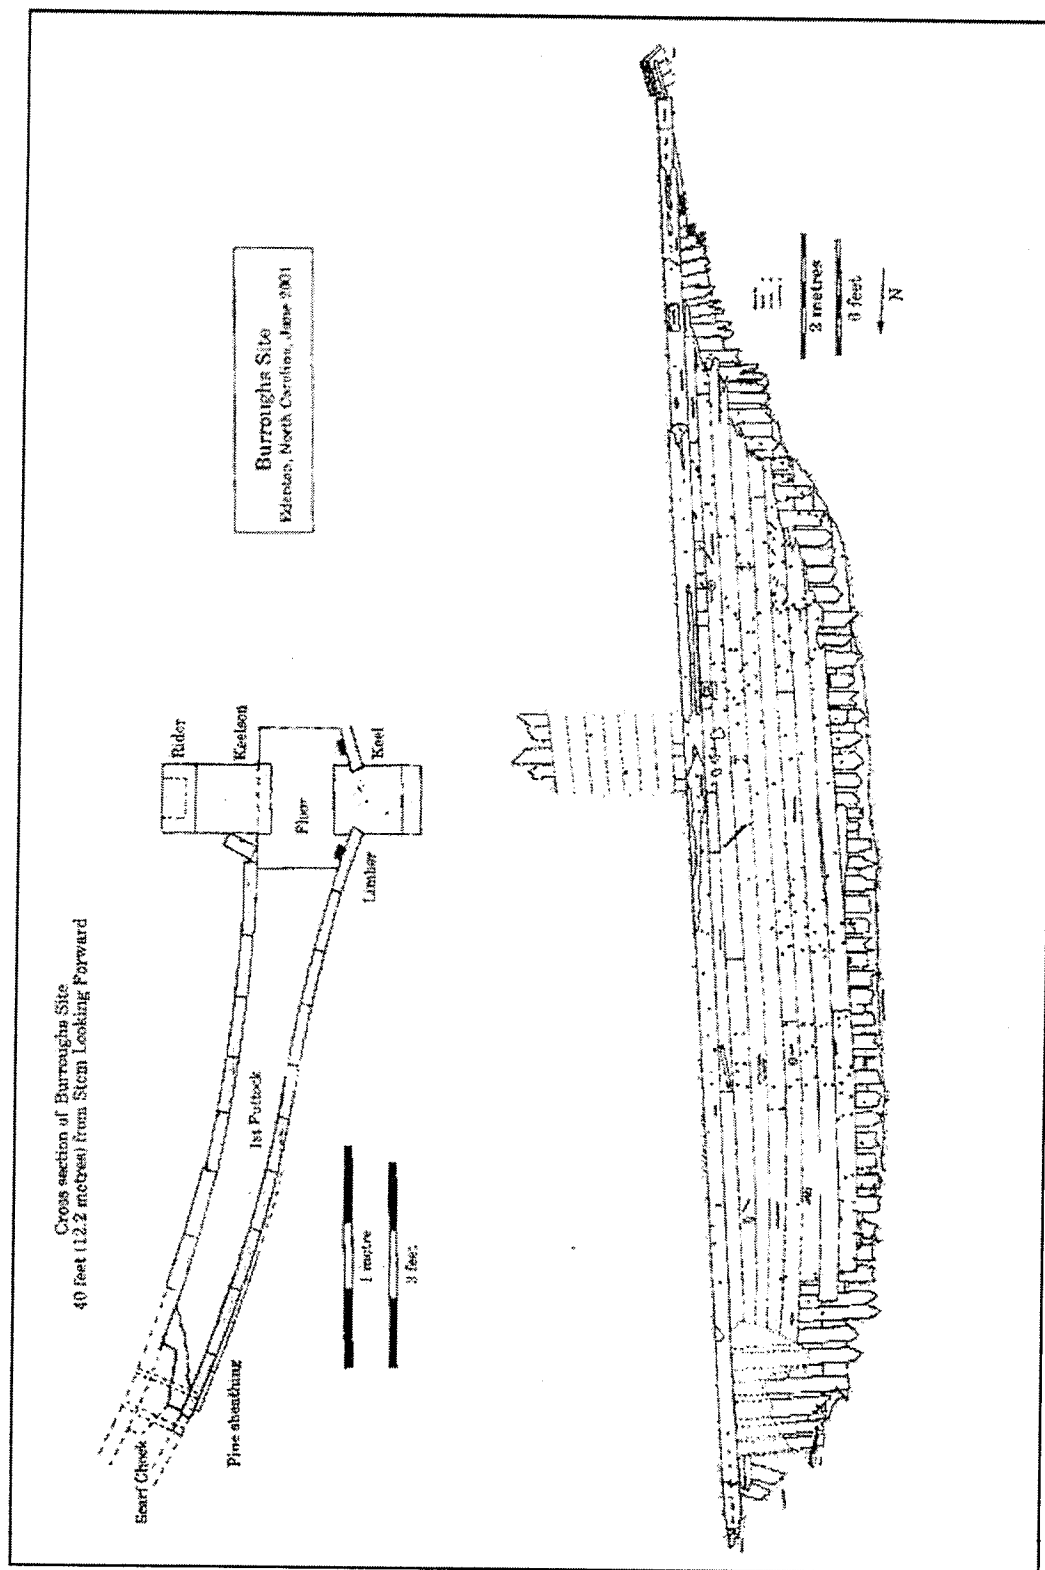 Burroughs Site
Edenton, North Carolina, June 2001
Cross section of Burroughs Site
40 feet (12.2 metres) from Stem Looking Forward
Rider
Keelson
Floor
Keel
Limber
1st Futtock
Pine sheathing
Scarf Chock
1 metre
3 feet
2 metres
6 feet
N